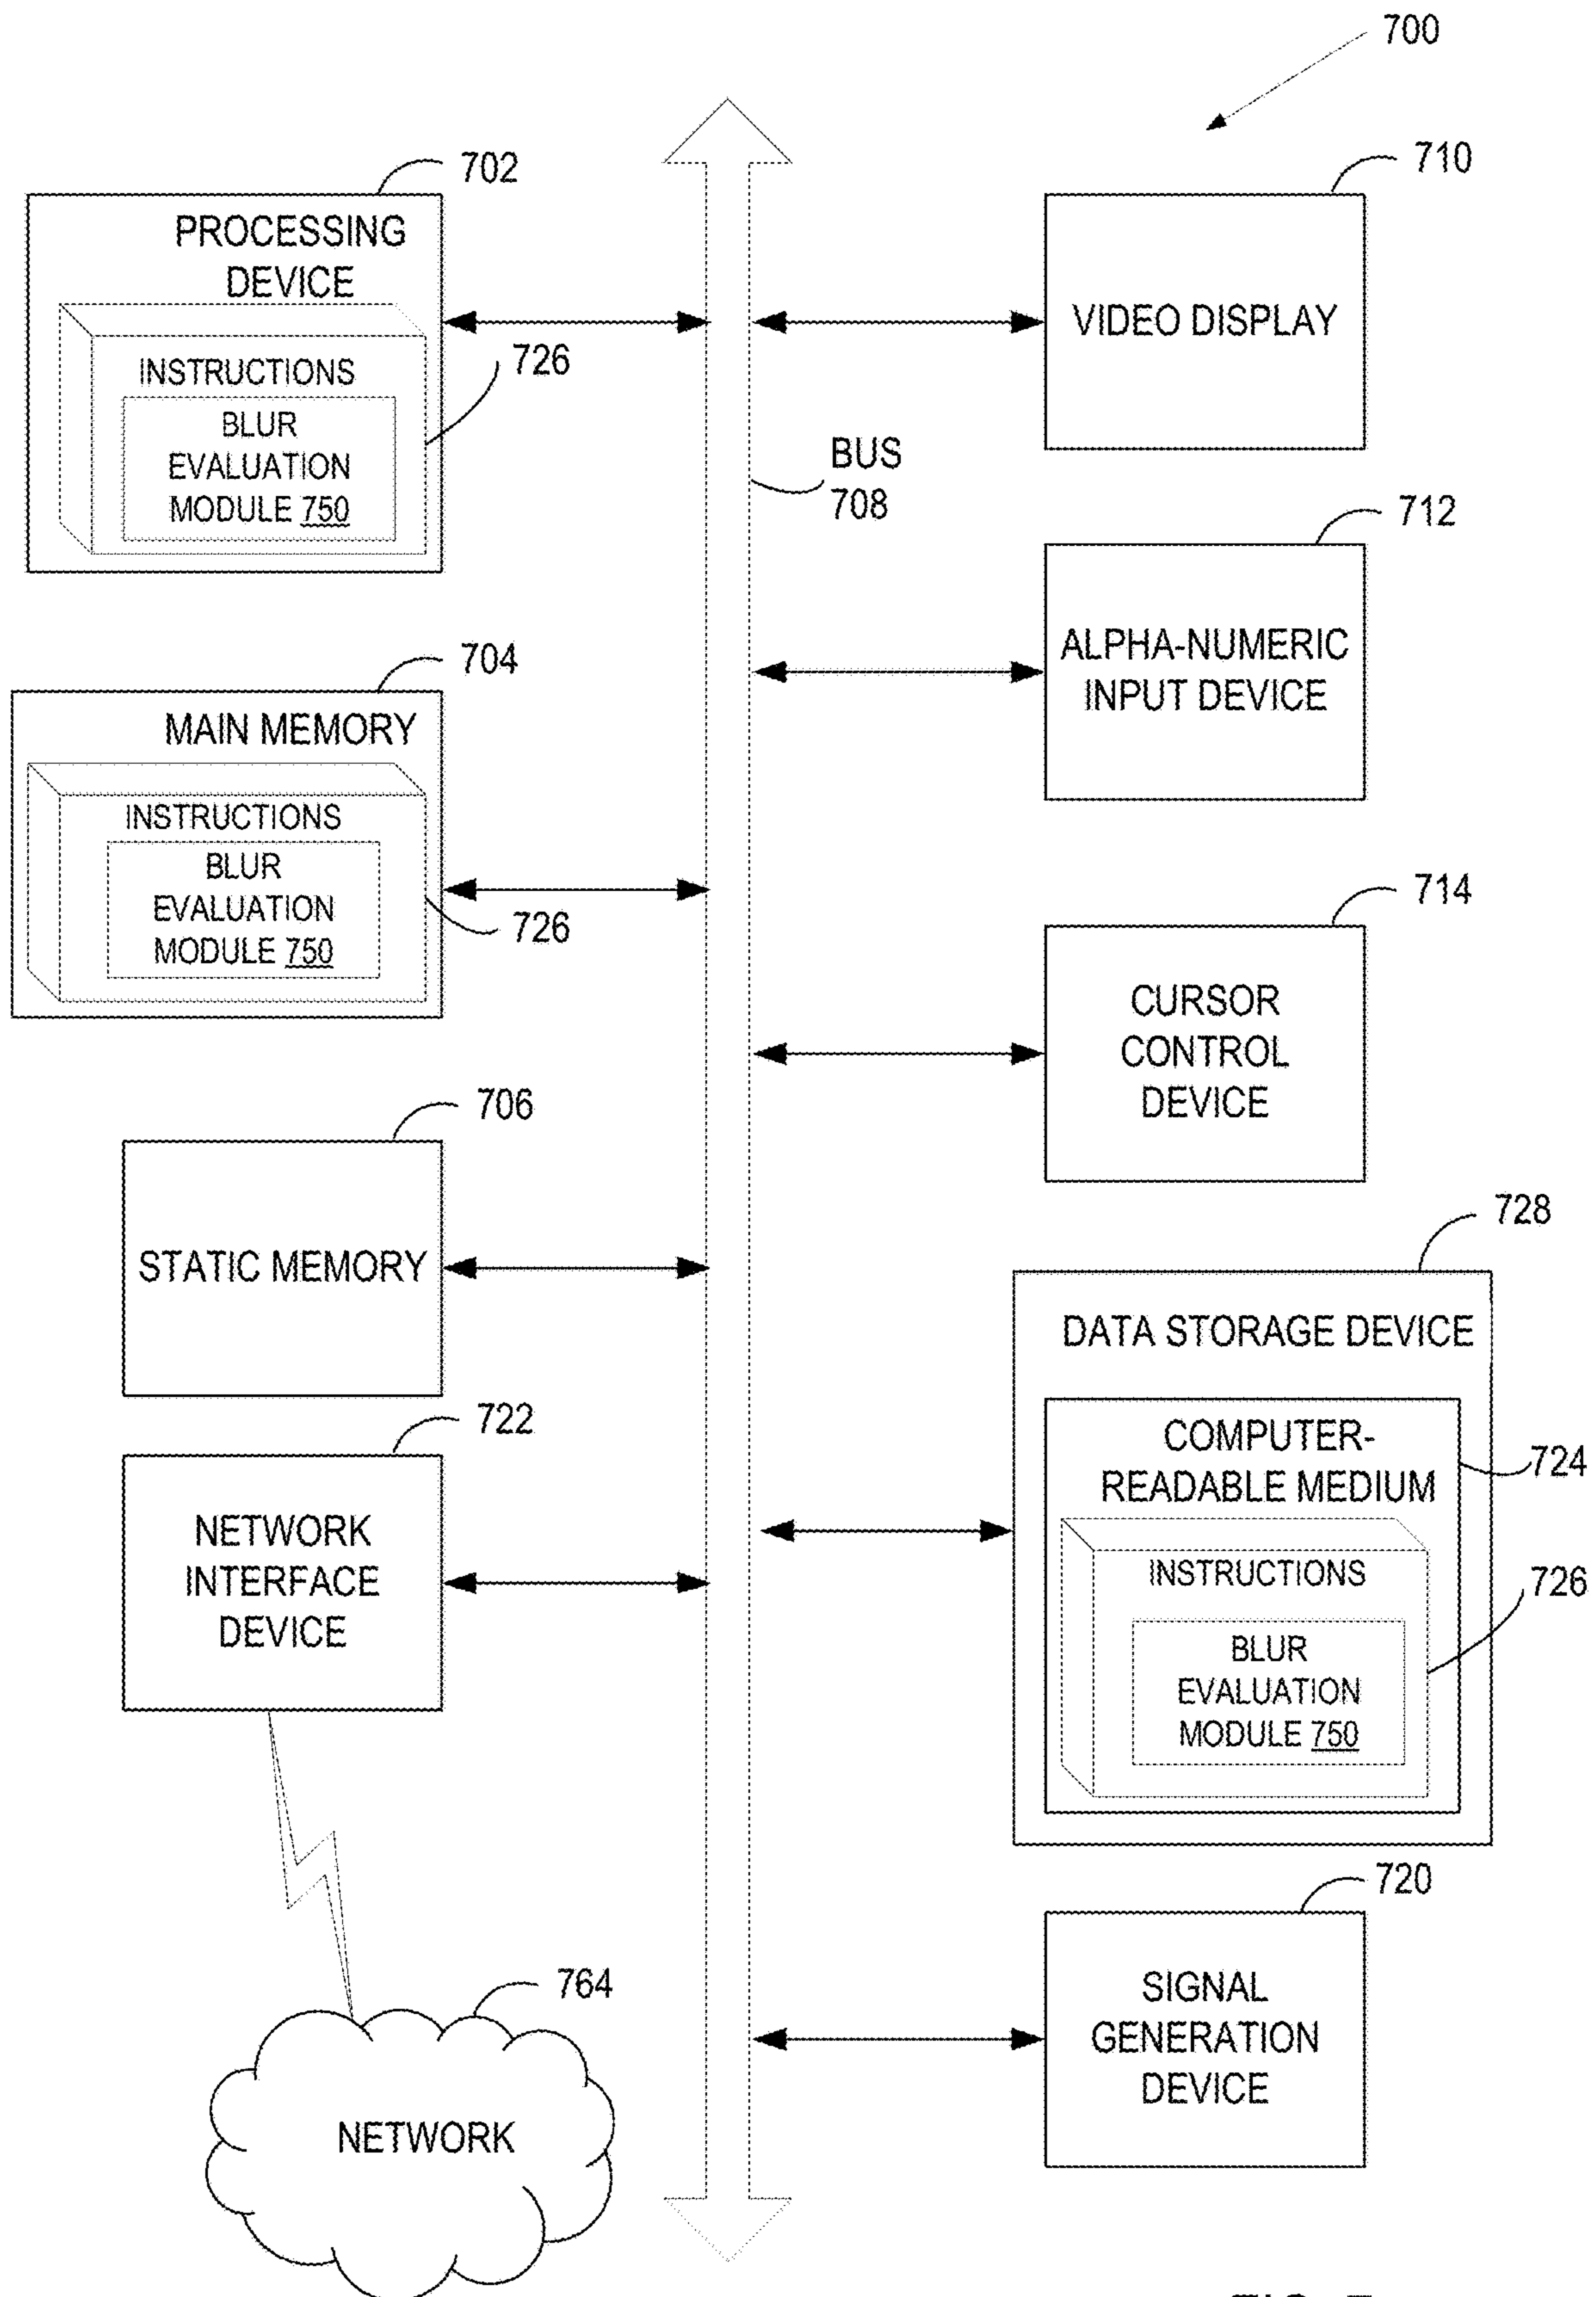 700
702
PROCESSING
DEVICE
INSTRUCTIONS
726
BLUR
EVALUATION
MODULE 750
710
VIDEO DISPLAY
BUS
708
712
ALPHA-NUMERIC
INPUT DEVICE
704
MAIN MEMORY
INSTRUCTIONS
BLUR
EVALUATION
MODULE 750
726
714
CURSOR
CONTROL
DEVICE
706
STATIC MEMORY
728
DATA STORAGE DEVICE
COMPUTER-
READABLE MEDIUM
724
INSTRUCTIONS
726
BLUR
EVALUATION
MODULE 750
722
NETWORK
INTERFACE
DEVICE
764
NETWORK
720
SIGNAL
GENERATION
DEVICE